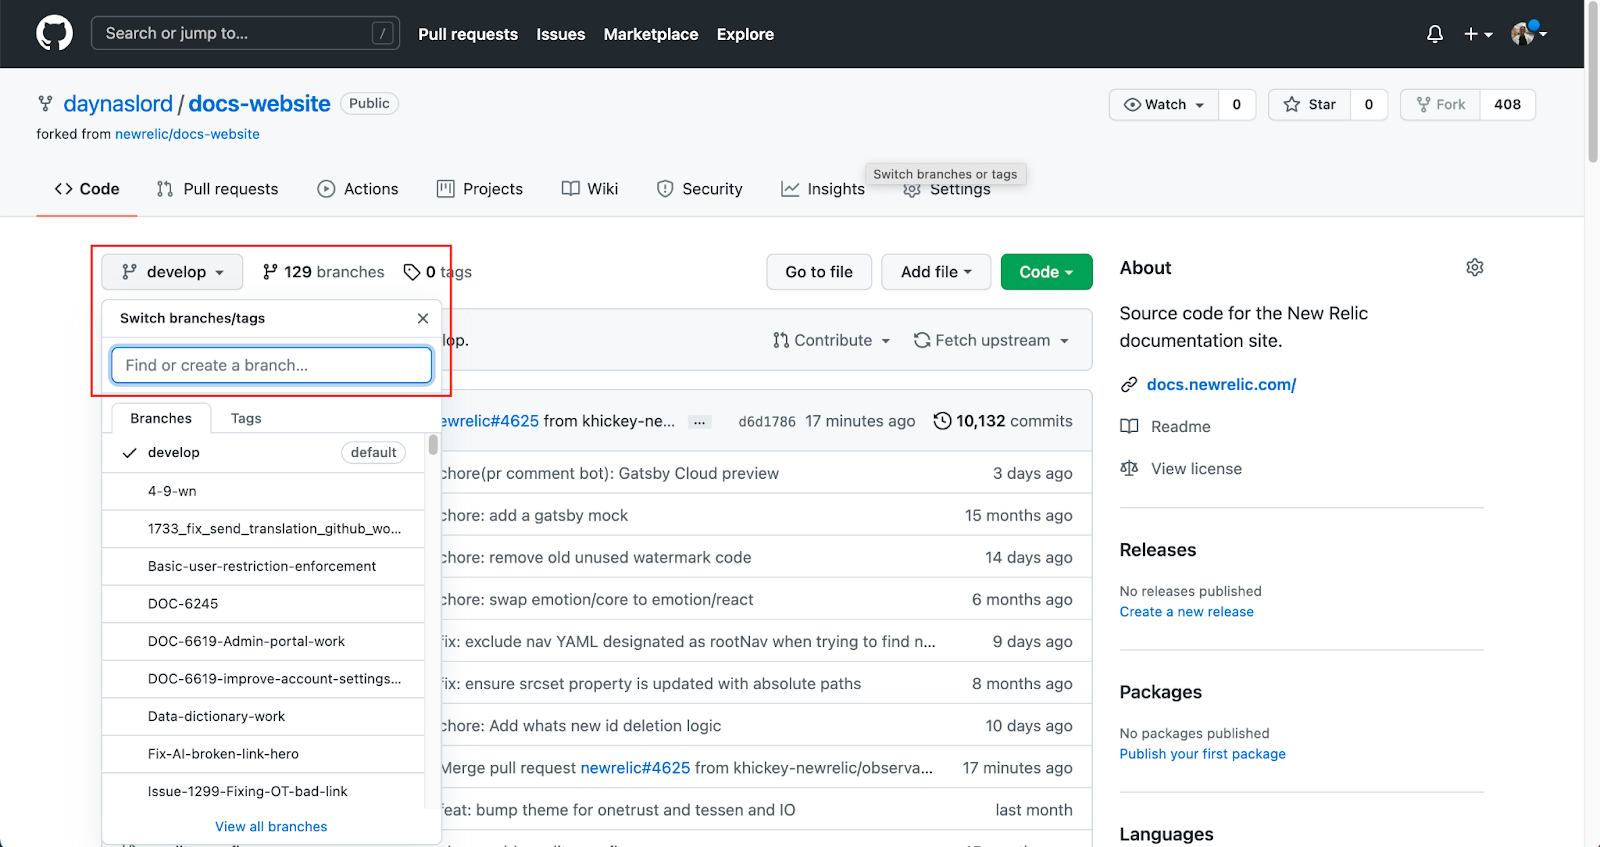 Search or jump to... /
Pull requests Issues Marketplace Explore
daynaslord / docs-website Public
forked from newrelic/docs-website
Watch 0 Star 0 Fork 408
Code Pull requests Actions Projects Wiki Security Insights Settings
Switch branches or tags
develop 129 branches 0 tags
Go to file Add file Code
Switch branches/tags
Find or create a branch...
Branches Tags
develop default
4-9-wn
1733_fix_send_translation_github_wo...
Basic-user-restriction-enforcement
DOC-6245
DOC-6619-Admin-portal-work
DOC-6619-improve-account-settings...
Data-dictionary-work
Fix-AI-broken-link-hero
Issue-1299-Fixing-OT-bad-link
View all branches
lop. Contribute Fetch upstream
ewrelic#4625 from khickey-ne... ... d6d1786 17 minutes ago 10,132 commits
chore(pr comment bot): Gatsby Cloud preview 3 days ago
chore: add a gatsby mock 15 months ago
chore: remove old unused watermark code 14 days ago
chore: swap emotion/core to emotion/react 6 months ago
fix: exclude nav YAML designated as rootNav when trying to find n... 9 days ago
fix: ensure srcset property is updated with absolute paths 8 months ago
chore: Add whats new id deletion logic 10 days ago
Merge pull request newrelic#4625 from khickey-newrelic/observa... 17 minutes ago
feat: bump theme for onetrust and tessen and IO last month
About
Source code for the New Relic
documentation site.
docs.newrelic.com/
Readme
View license
Releases
No releases published
Create a new release
Packages
No packages published
Publish your first package
Languages